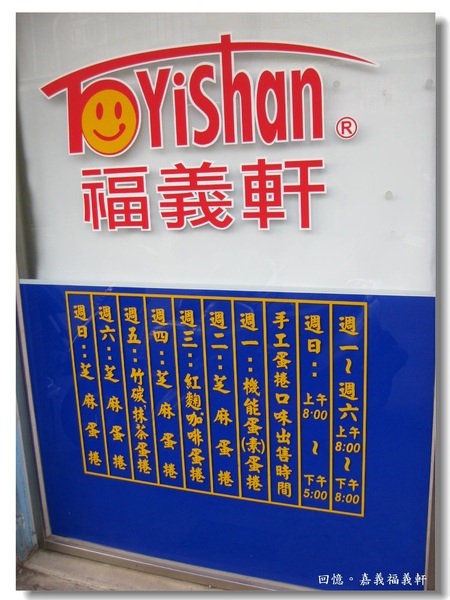 ToYiShan®
福義軒
週一～週六 上午8:00～下午8:00
週日：上午8:00～下午5:00
手工蛋捲口味出售時間
週一：機能蛋(素)蛋捲
週二：芝麻蛋捲
週三：紅麴咖啡蛋捲
週四：芝麻蛋捲
週五：竹碳抹茶蛋捲
週六：芝麻蛋捲
週日：芝麻蛋捲
回憶。嘉義福義軒